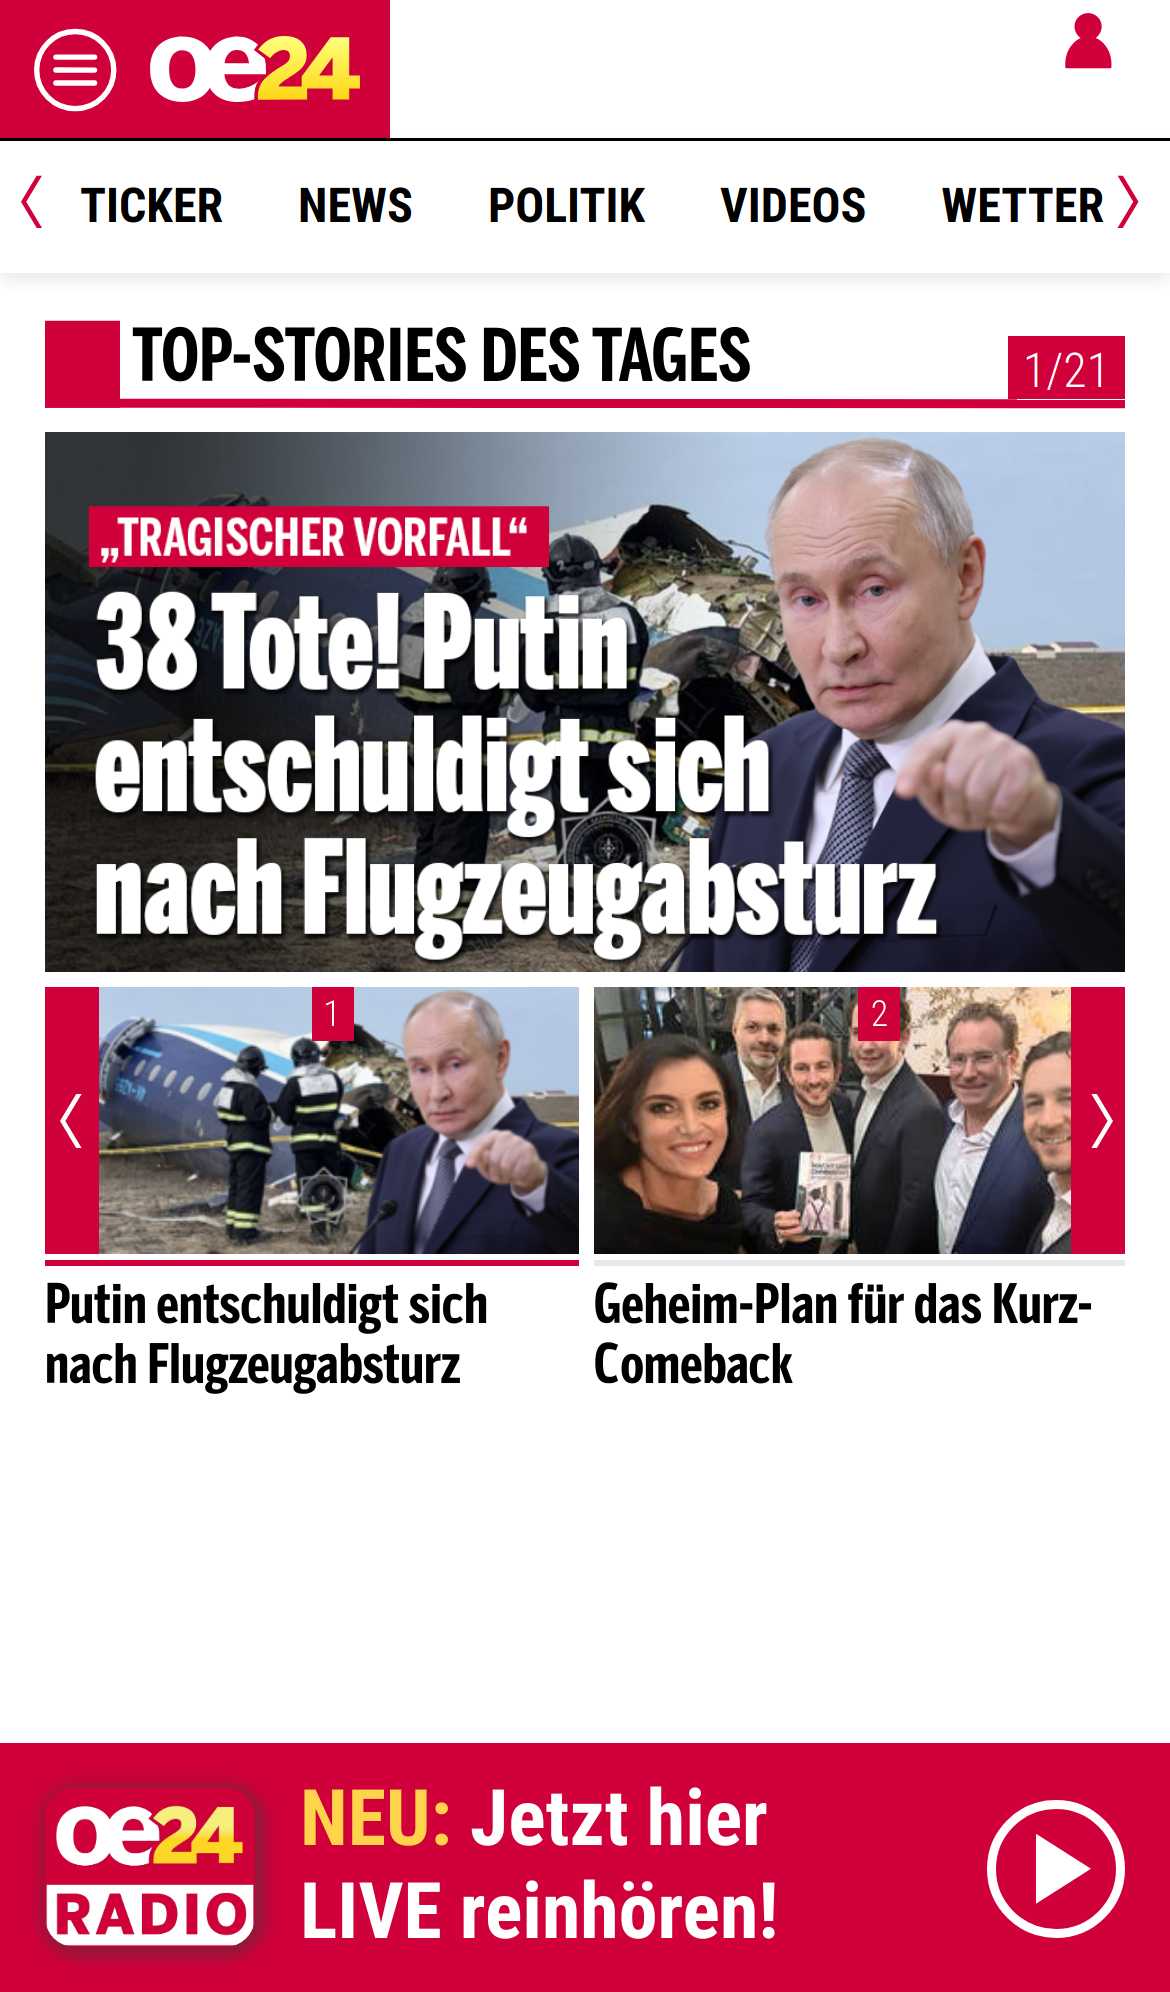 oe24
TICKER NEWS POLITIK VIDEOS WETTER
TOP-STORIES DES TAGES
1/21
„TRAGISCHER VORFALL“
38 Tote! Putin
entschuldigt sich
nach Flugzeugabsturz
1
2
Putin entschuldigt sich
nach Flugzeugabsturz
Geheim-Plan für das Kurz-
Comeback
oe24
RADIO
NEU: Jetzt hier
LIVE reinhören!